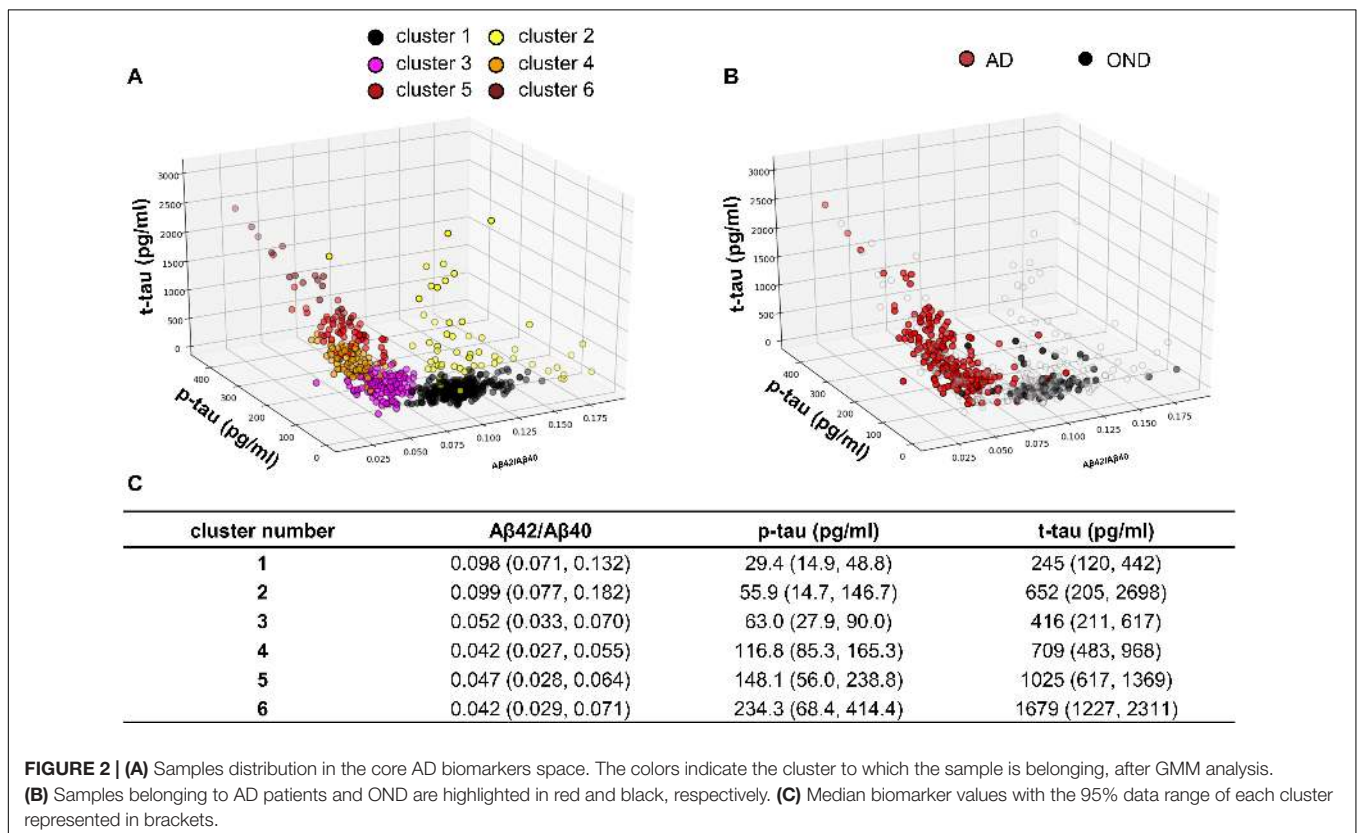 cluster 1 cluster 2
cluster 3 cluster 4
cluster 5 cluster 6
A
t-tau (pg/ml)
3000
2500
2000
1500
1000
500
0
p-tau (pg/ml)
400
300
200
100
0
0.025 0.050 0.075 0.100 0.125 0.150 0.175
Aβ42/Aβ40
AD OND
B
t-tau (pg/ml)
3000
2500
2000
1500
1000
500
0
p-tau (pg/ml)
400
300
200
100
0
0.025 0.050 0.075 0.100 0.125 0.150 0.175
Aβ42/Aβ40
C
cluster number Aβ42/Aβ40 p-tau (pg/ml) t-tau (pg/ml)
1 0.098 (0.071, 0.132) 29.4 (14.9, 48.8) 245 (120, 442)
2 0.099 (0.077, 0.182) 55.9 (14.7, 146.7) 652 (205, 2698)
3 0.052 (0.033, 0.070) 63.0 (27.9, 90.0) 416 (211, 617)
4 0.042 (0.027, 0.055) 116.8 (85.3, 165.3) 709 (483, 968)
5 0.047 (0.028, 0.064) 148.1 (56.0, 238.8) 1025 (617, 1369)
6 0.042 (0.029, 0.071) 234.3 (68.4, 414.4) 1679 (1227, 2311)
FIGURE 2 | (A) Samples distribution in the core AD biomarkers space. The colors indicate the cluster to which the sample is belonging, after GMM analysis.
(B) Samples belonging to AD patients and OND are highlighted in red and black, respectively. (C) Median biomarker values with the 95% data range of each cluster
represented in brackets.